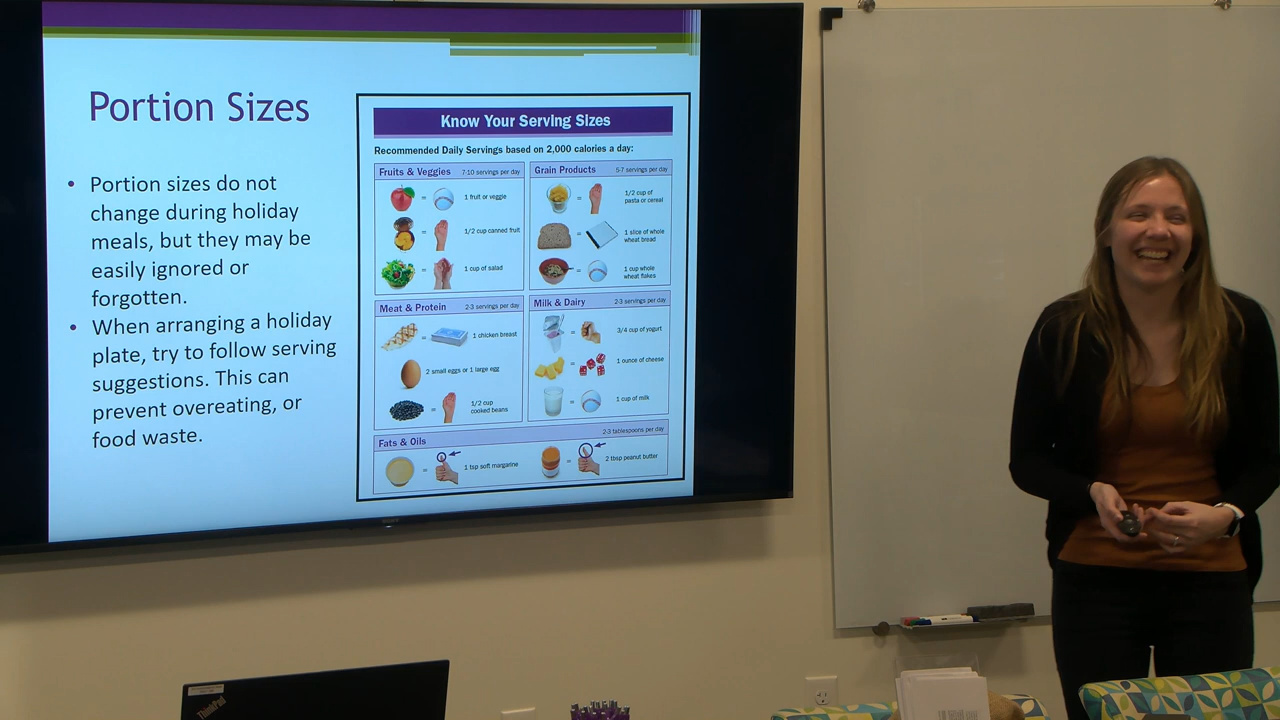 Portion Sizes
• Portion sizes do not
change during holiday
meals, but they may be
easily ignored or
forgotten.
• When arranging a holiday
plate, try to follow serving
suggestions. This can
prevent overeating, or
food waste.
Know Your Serving Sizes
Recommended Daily Servings based on 2,000 calories a day:
Fruits & Veggies 7-10 servings per day
= 1 fruit or veggie
= 1/2 cup canned fruit
= 1 cup of salad
Grain Products 5-7 servings per day
= 1/2 cup of
pasta or cereal
= 1 slice of whole
wheat bread
= 1 cup whole
wheat flakes
Meat & Protein 2-3 servings per day
= 1 chicken breast
2 small eggs or 1 large egg
= 1/2 cup
cooked beans
Milk & Dairy 2-3 servings per day
= 3/4 cup of yogurt
= 1 ounce of cheese
= 1 cup of milk
Fats & Oils 2-3 tablespoons per day
= 1 tsp soft margarine
= 2 tbsp peanut butter
SONY
ThinkPad